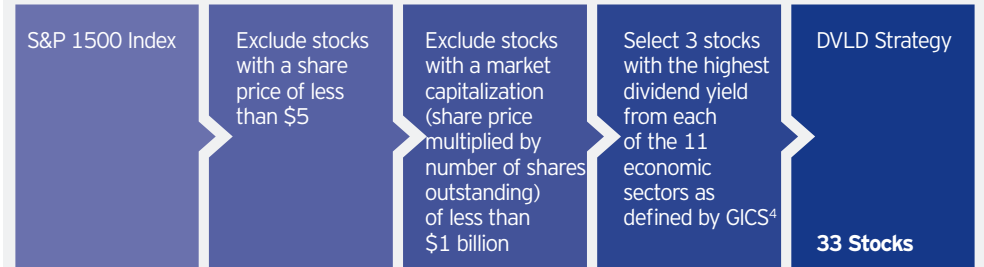 S&P 1500 Index
Exclude stocks
with a share
price of less
than $5
Exclude stocks
with a market
capitalization
(share price
multiplied by
number of shares
outstanding)
of less than
$1 billion
Select 3 stocks
with the highest
dividend yield
from each
of the 11
economic
sectors as
defined by GICS⁴
DVLD Strategy
33 Stocks